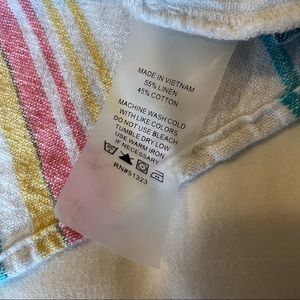 MADE IN VIETNAM
55% LINEN
45% COTTON
MACHINE WASH COLD
WITH LIKE COLORS
DO NOT USE BLEACH
TUMBLE DRY LOW
USE WARM IRON
IF NECESSARY
RN#51323